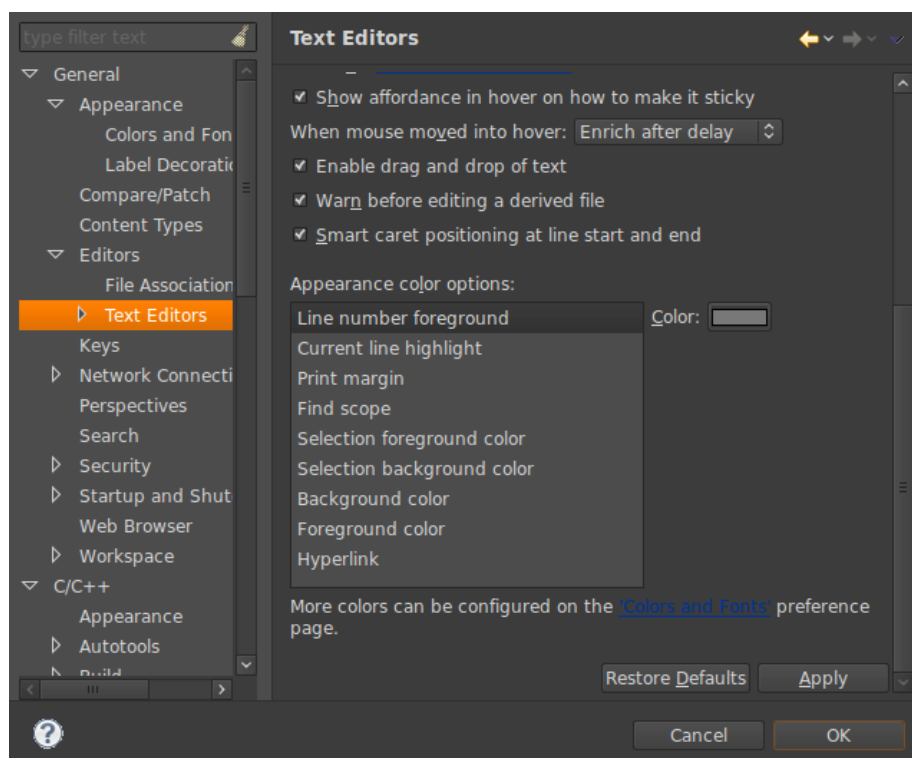 type filter text
General
Appearance
Colors and Fon
Label Decoratio
Compare/Patch
Content Types
Editors
File Association
Text Editors
Keys
Network Connecti
Perspectives
Search
Security
Startup and Shut
Web Browser
Workspace
C/C++
Appearance
Autotools
Build
Text Editors
Show affordance in hover on how to make it sticky
When mouse moved into hover: Enrich after delay
Enable drag and drop of text
Warn before editing a derived file
Smart caret positioning at line start and end
Appearance color options:
Line number foreground
Color:
Current line highlight
Print margin
Find scope
Selection foreground color
Selection background color
Background color
Foreground color
Hyperlink
More colors can be configured on the 'Colors and Fonts' preference
page.
Restore Defaults
Apply
Cancel
OK